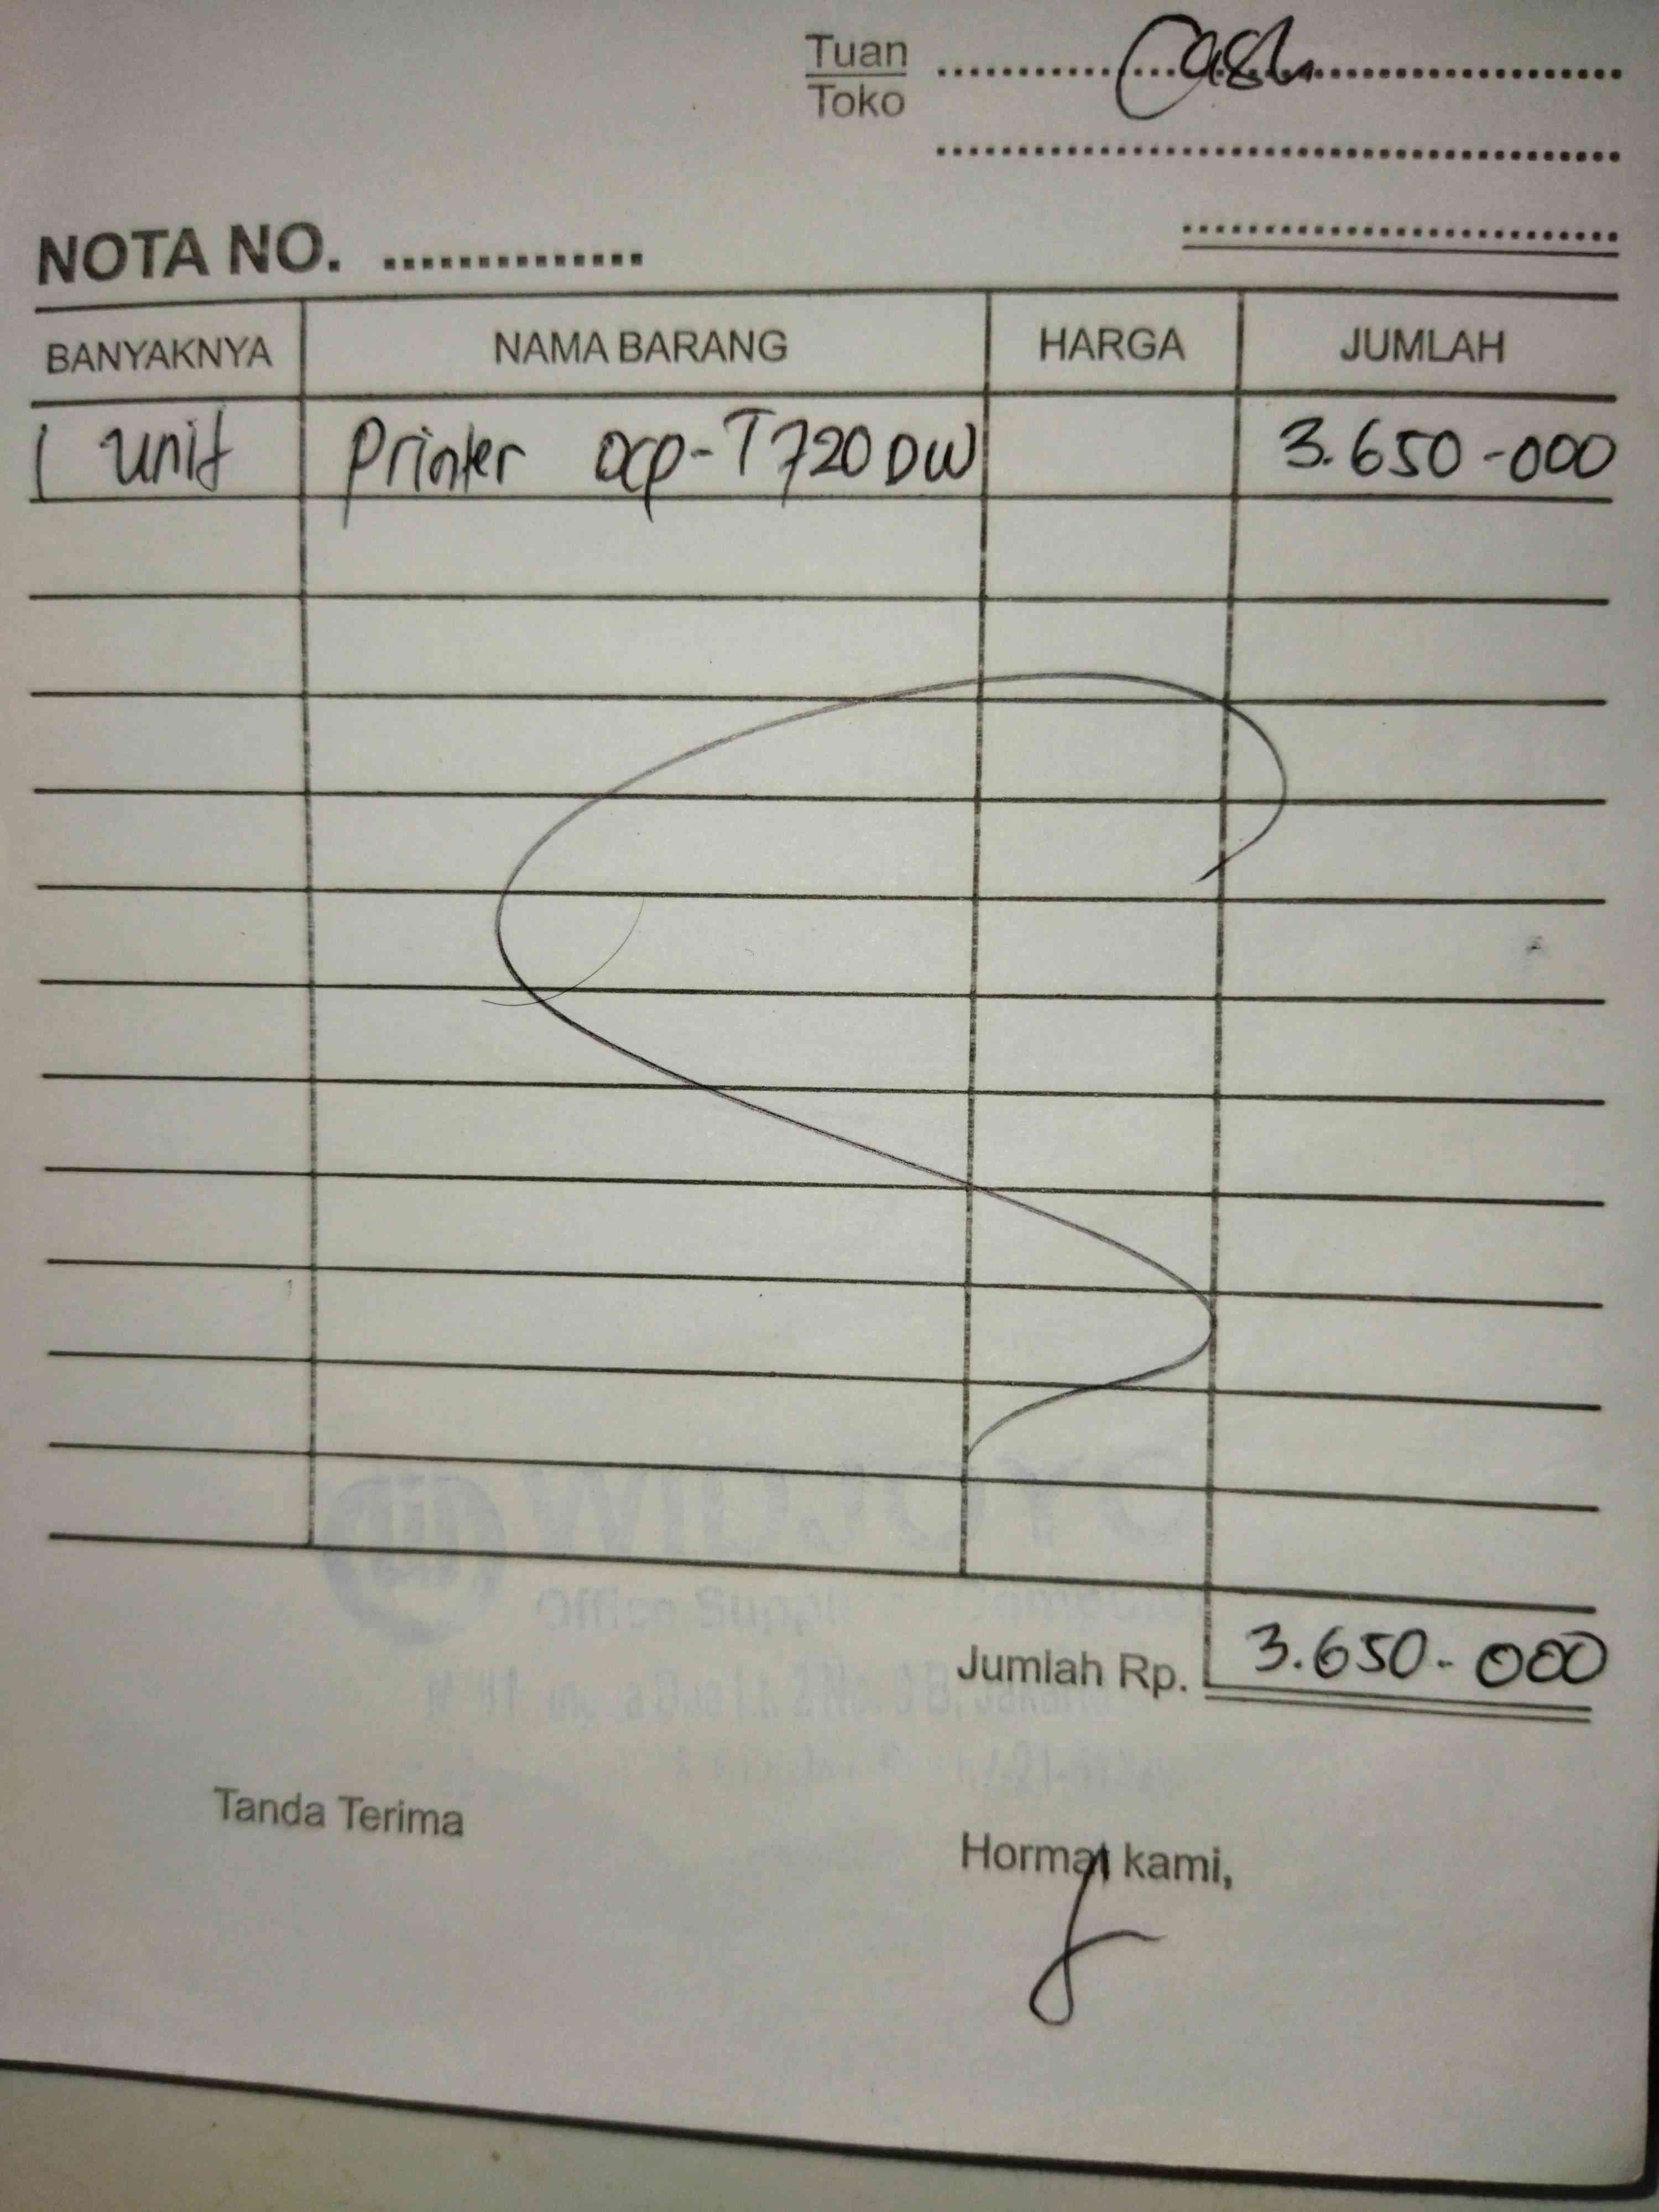 Tuan Cash
Toko
NOTA NO. ..............
BANYAKNYA NAMA BARANG HARGA JUMLAH
1 unit Printer DCP-T720DW 3.650-000
WIDJOYO
Office
Jumlah Rp. 3.650.-000
Tanda Terima Hormat kami,